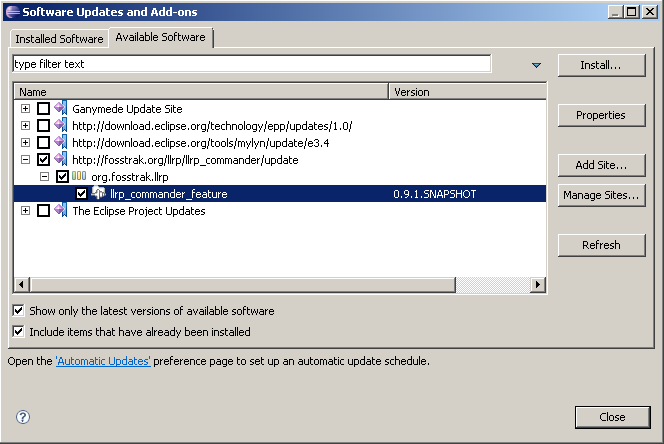 Software Updates and Add-ons
Installed Software Available Software
type filter text
Install...
Name Version
Ganymede Update Site
Properties
http://download.eclipse.org/technology/epp/updates/1.0/
http://download.eclipse.org/tools/mylyn/update/e3.4
http://fosstrak.org/llrp/llrp_commander/update
Add Site...
org.fosstrak.llrp
llrp_commander_feature 0.9.1.SNAPSHOT
Manage Sites...
The Eclipse Project Updates
Refresh
Show only the latest versions of available software
Include items that have already been installed
Open the 'Automatic Updates' preference page to set up an automatic update schedule.
?
Close